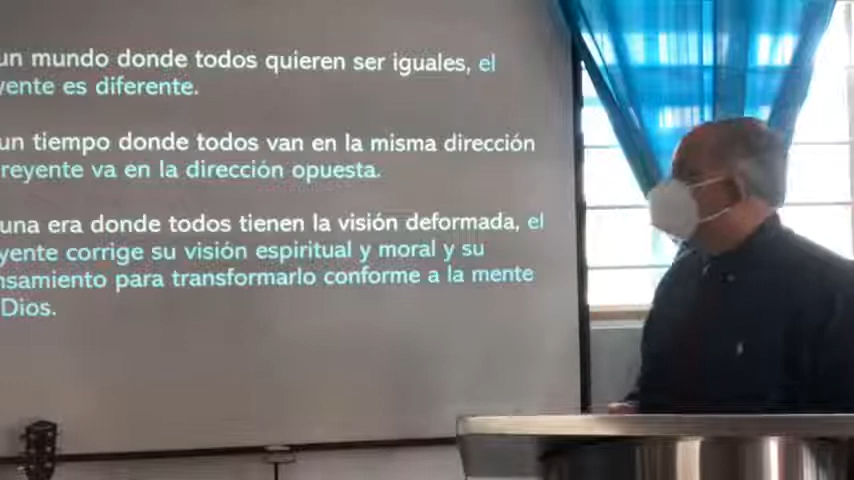 un mundo donde todos quieren ser iguales, el
yente es diferente.
un tiempo donde todos van en la misma dirección
reyente va en la dirección opuesta.
una era donde todos tienen la visión deformada, el
yente corrige su visión espiritual y moral y su
nsamiento para transformarlo conforme a la mente
Dios.